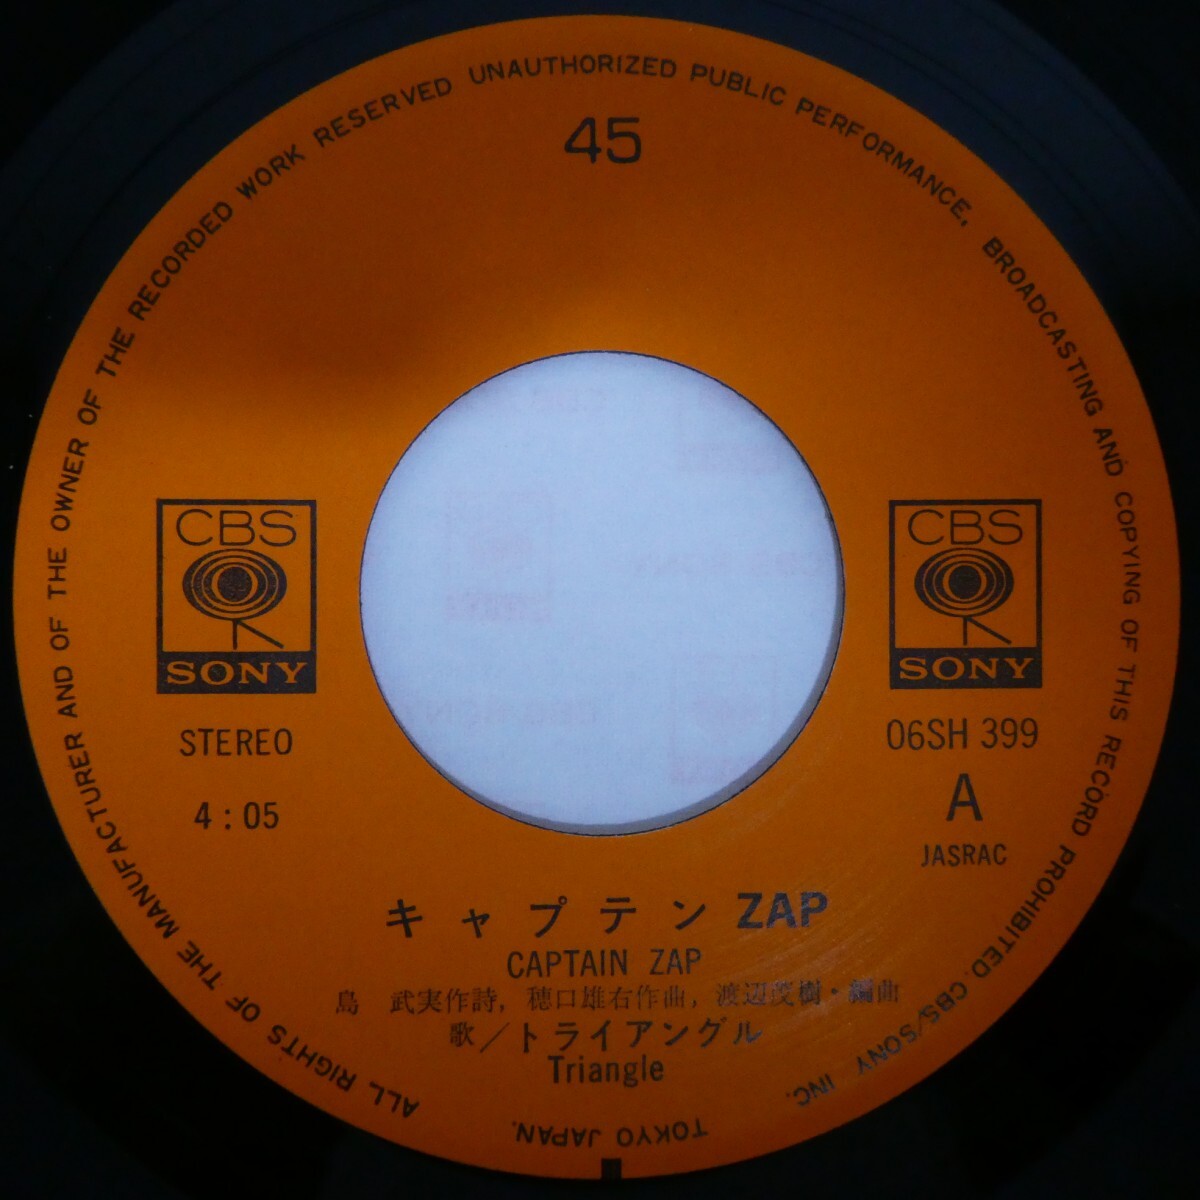 ALL RIGHTS OF THE MANUFACTURER AND OF THE OWNER OF THE RECORDED WORK RESERVED UNAUTHORIZED PUBLIC PERFORMANCE, BROADCASTING AND COPYING OF THIS RECORD PROHIBITED. CBS/SONY INC.
TOKYO JAPAN.
45
CBS
SONY
STEREO
4:05
CBS
SONY
06SH 399
A
JASRAC
キャプテン ZAP
CAPTAIN ZAP
島 武実作詩, 穂口雄右作曲, 渡辺茂樹・編曲
歌/トライアングル
Triangle